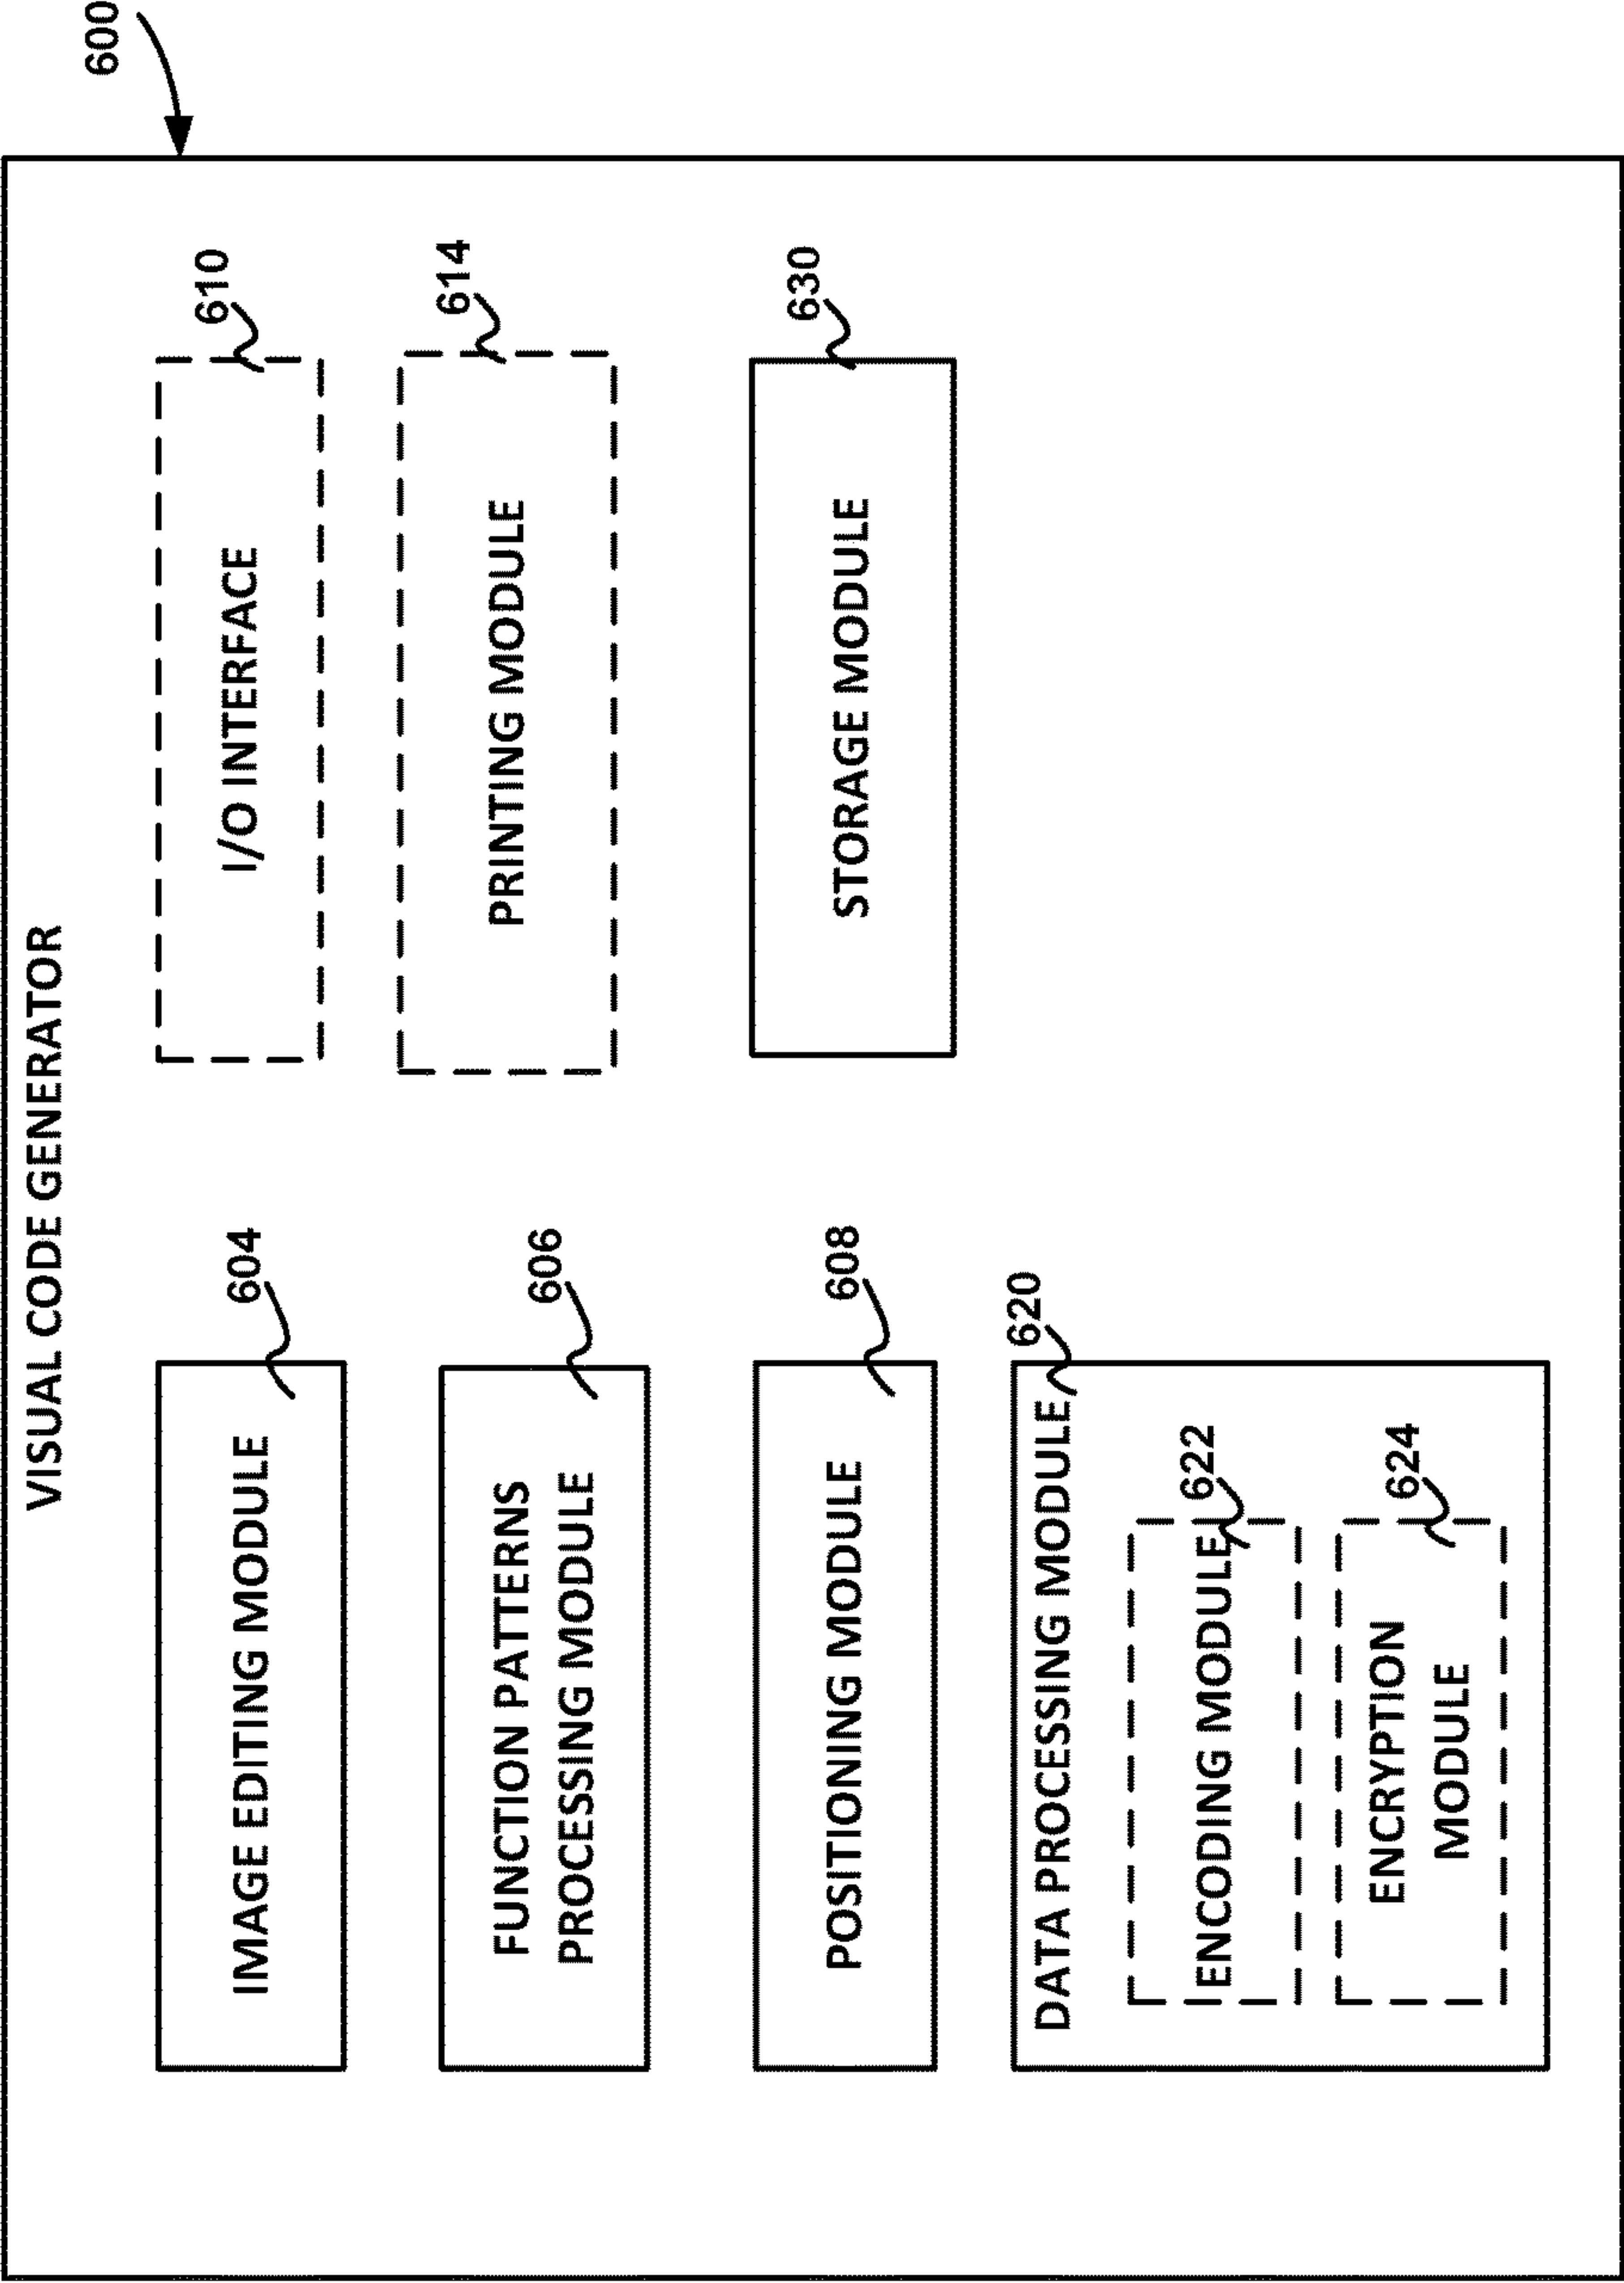 600
VISUAL CODE GENERATOR
604
IMAGE EDITING MODULE
606
FUNCTION PATTERNS
PROCESSING MODULE
608
POSITIONING MODULE
620
DATA PROCESSING MODULE
622
ENCODING MODULE
624
ENCRYPTION
MODULE
610
I/O INTERFACE
614
PRINTING MODULE
630
STORAGE MODULE